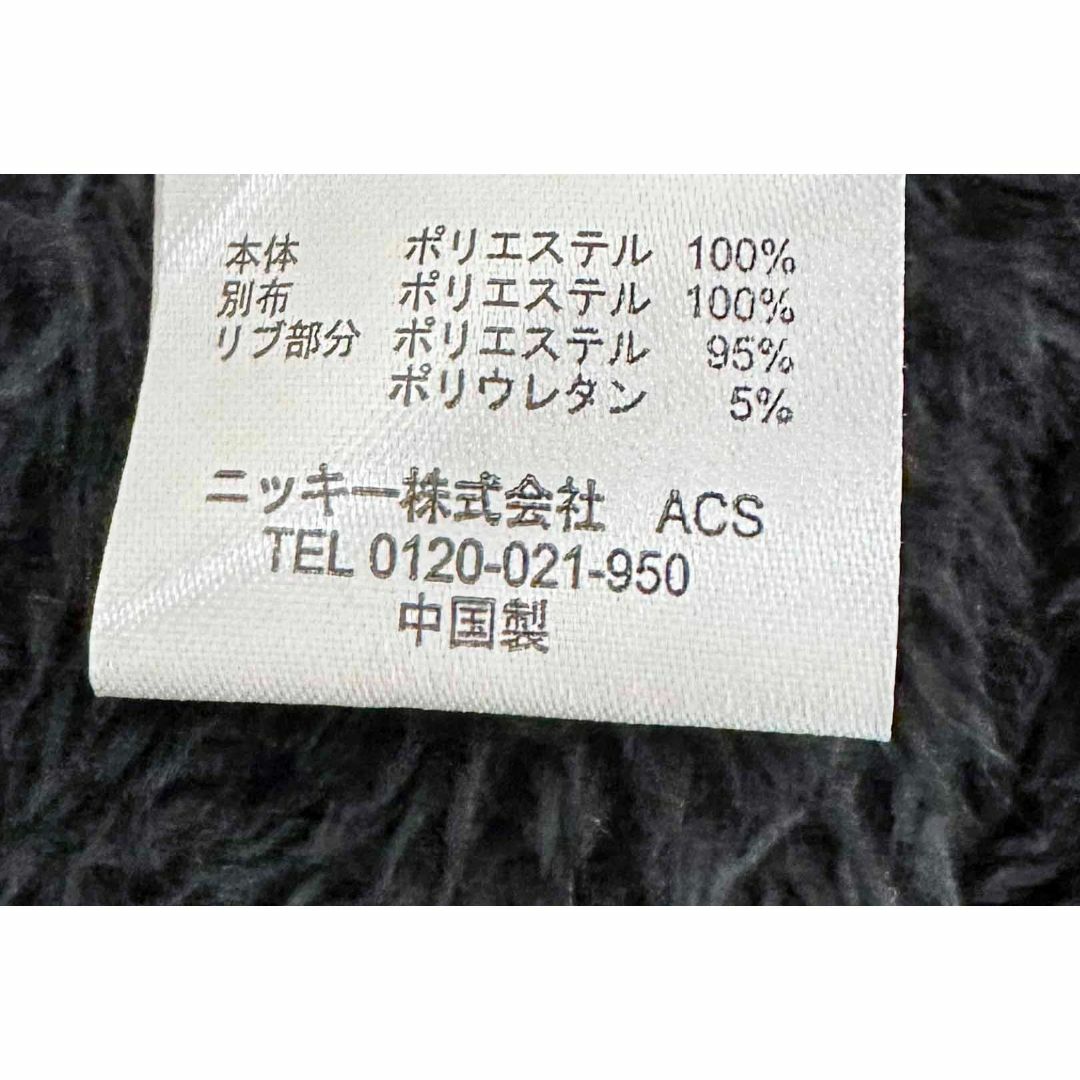 本体 ポリエステル 100%
別布 ポリエステル 100%
リブ部分 ポリエステル 95%
ポリウレタン 5%
ニッキー株式会社 ACS
TEL 0120-021-950
中国製